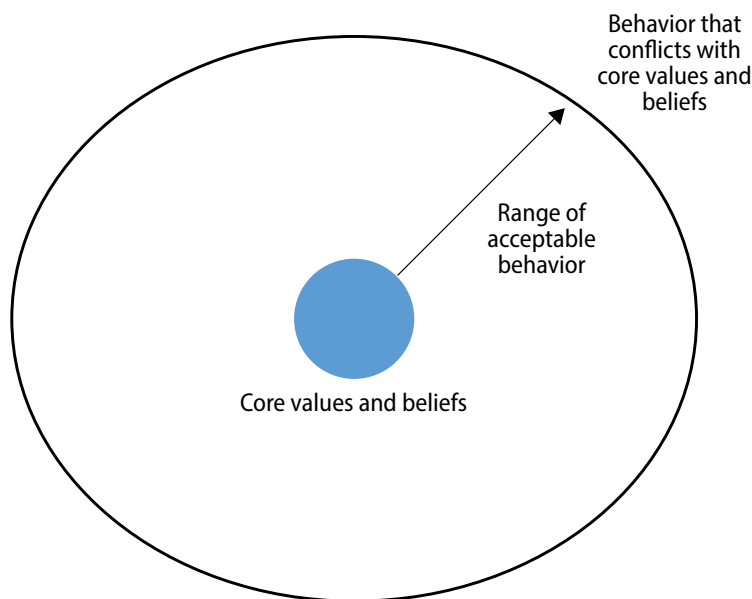 Behavior that
conflicts with
core values and
beliefs
Range of
acceptable
behavior
Core values and beliefs